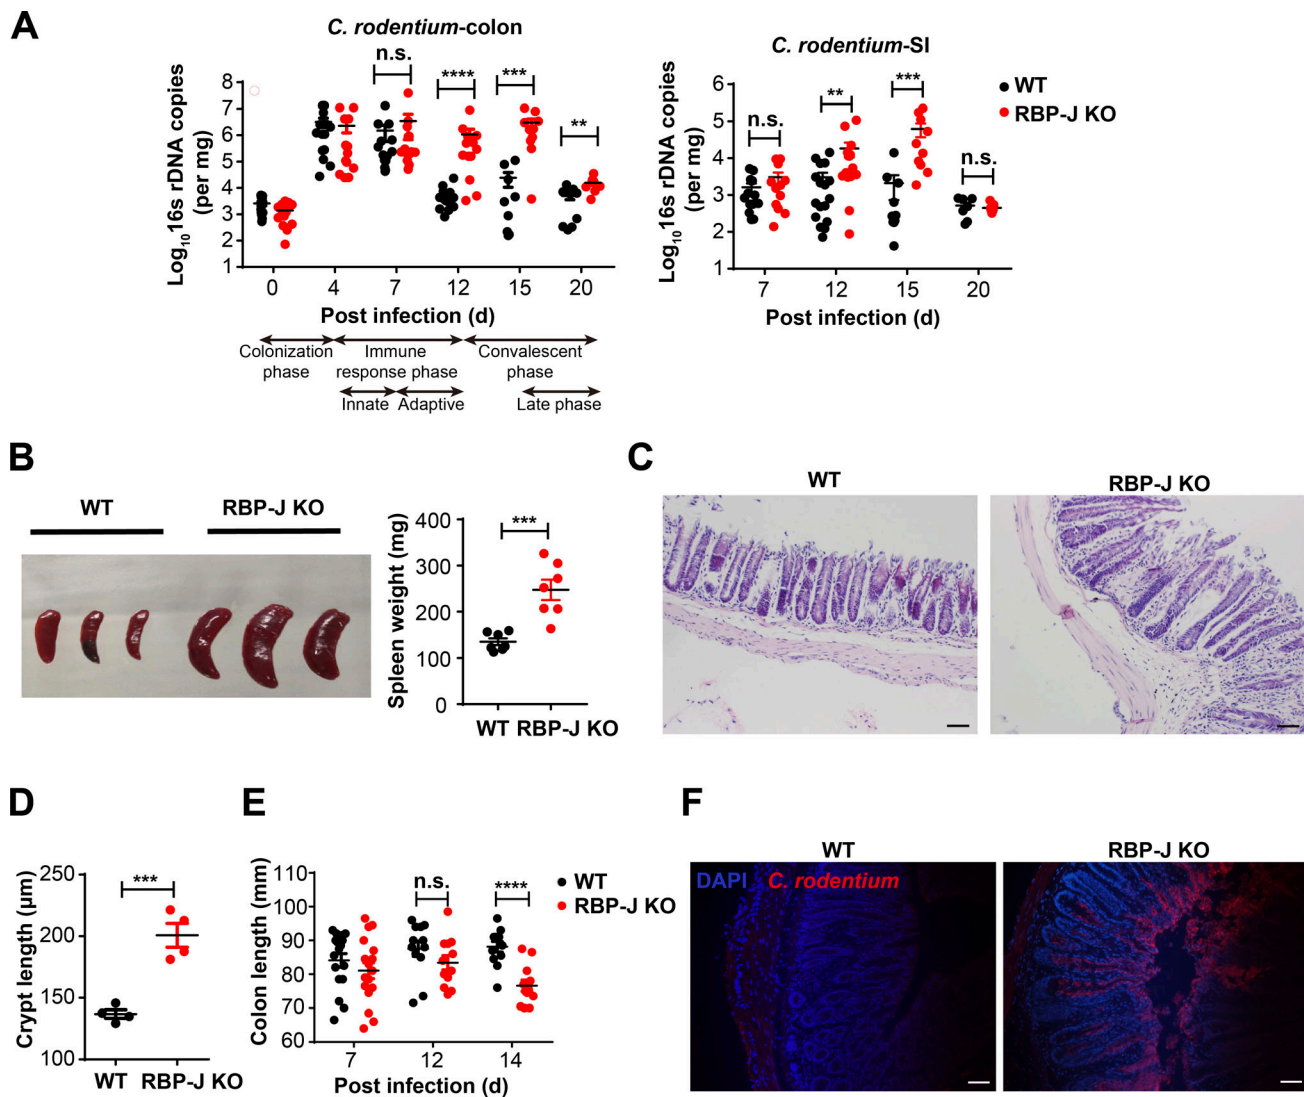 A
C. rodentium-colon
Log10 16s rDNA copies
(per mg)
8
7
6
5
4
3
2
1
n.s.
****
***
**
0 4 7 12 15 20
Post infection (d)
Colonization
phase
Immune
response phase
Convalescent
phase
Innate
Adaptive
Late phase
C. rodentium-SI
Log10 16s rDNA copies
(per mg)
6
5
4
3
2
1
n.s.
**
***
n.s.
7 12 15 20
Post infection (d)
WT
RBP-J KO
B
WT
RBP-J KO
Spleen weight (mg)
400
300
200
100
0
***
WT RBP-J KO
C
WT
RBP-J KO
D
Crypt length (µm)
250
200
150
100
***
WT RBP-J KO
E
Colon length (mm)
110
100
90
80
70
60
n.s.
****
7 12 14
Post infection (d)
WT
RBP-J KO
F
WT
RBP-J KO
DAPI C. rodentium